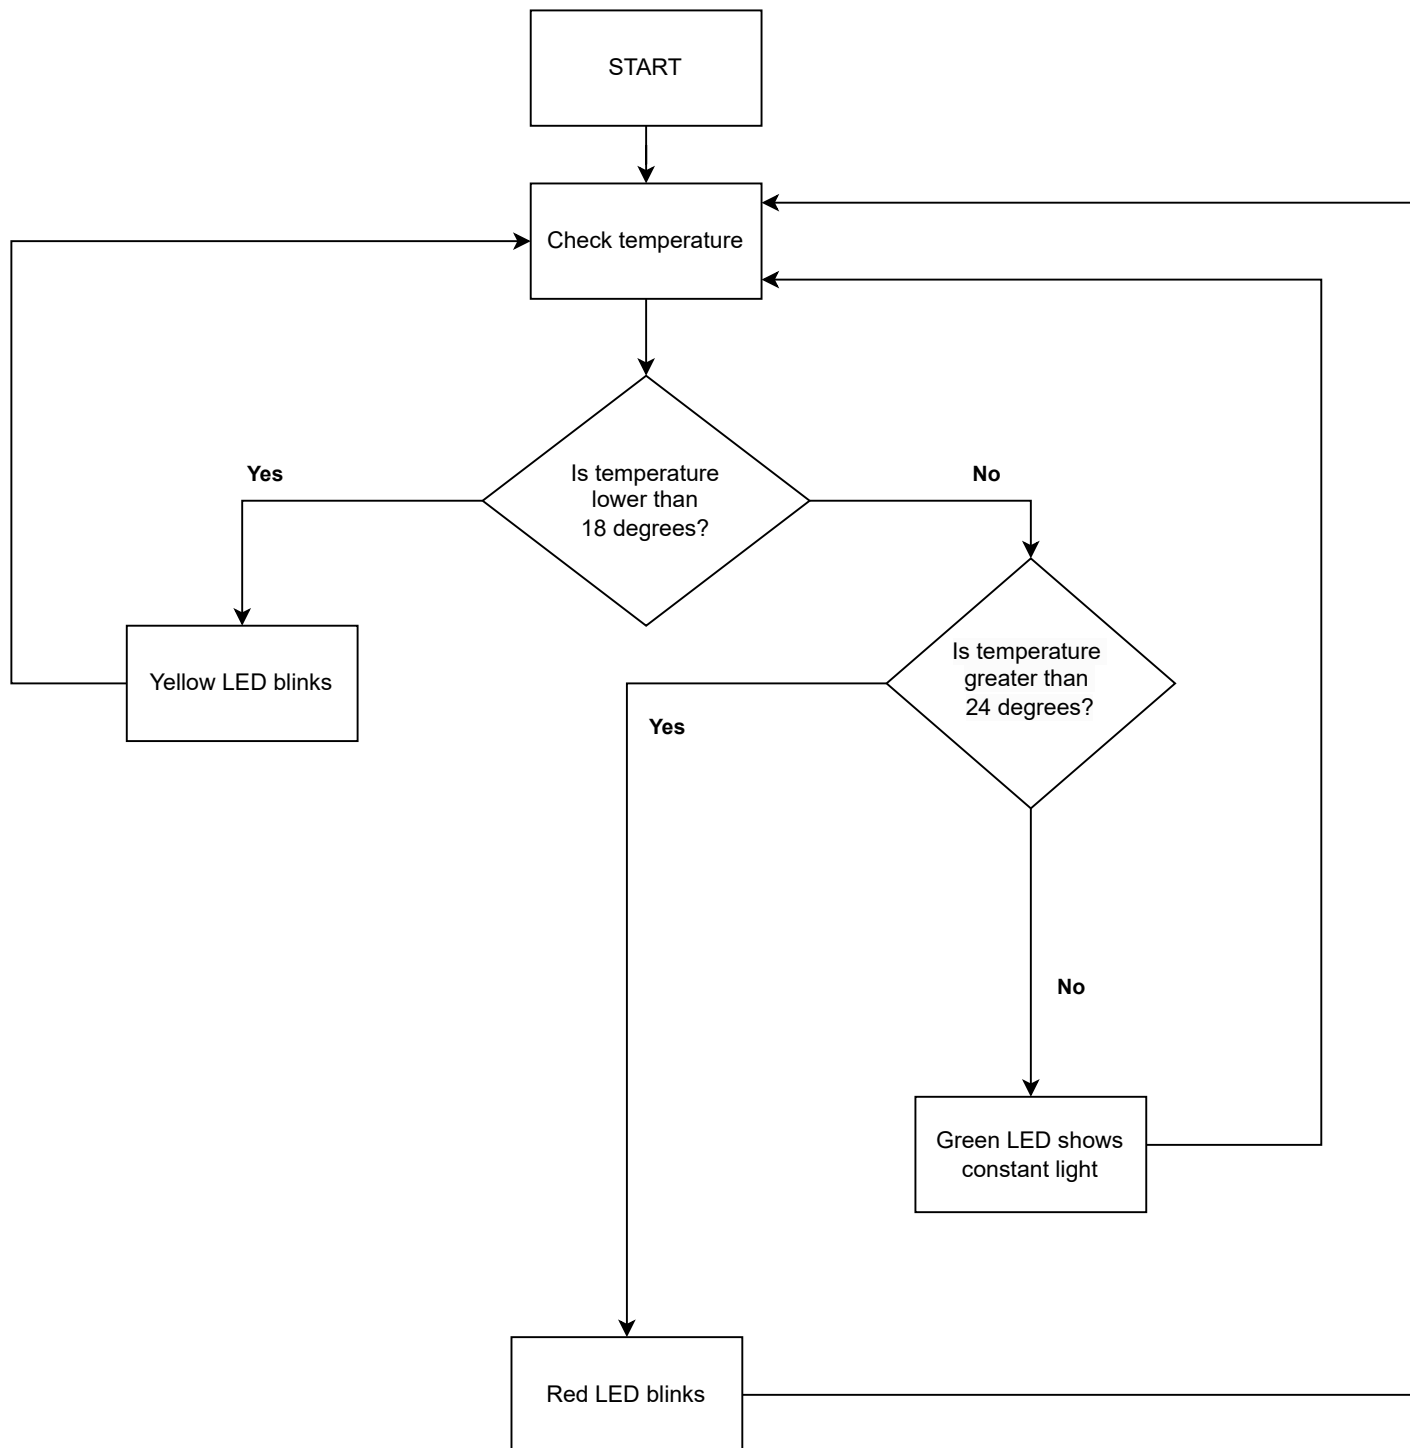 START
Check temperature
Is temperature
lower than
18 degrees?
Yes
No
Yellow LED blinks
Is temperature
greater than
24 degrees?
Yes
No
Green LED shows
constant light
Red LED blinks